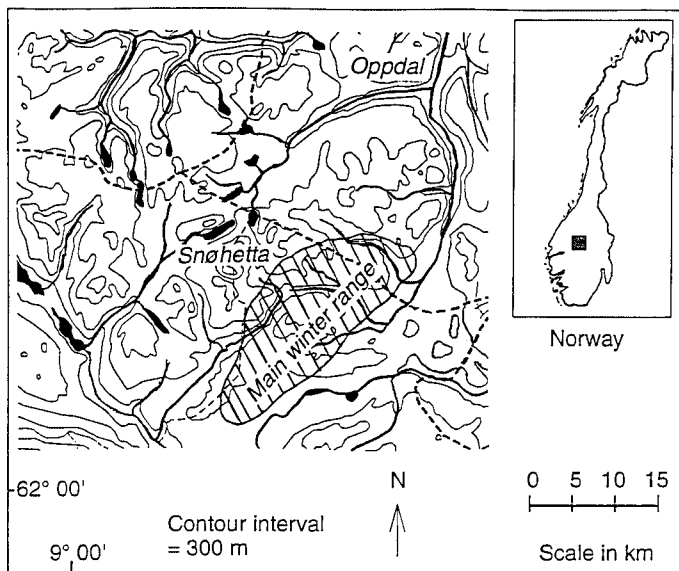 Oppdal
Snøhetta
Main winter range
Norway
62° 00'
N
0 5 10 15
Contour interval
= 300 m
9° 00'
Scale in km